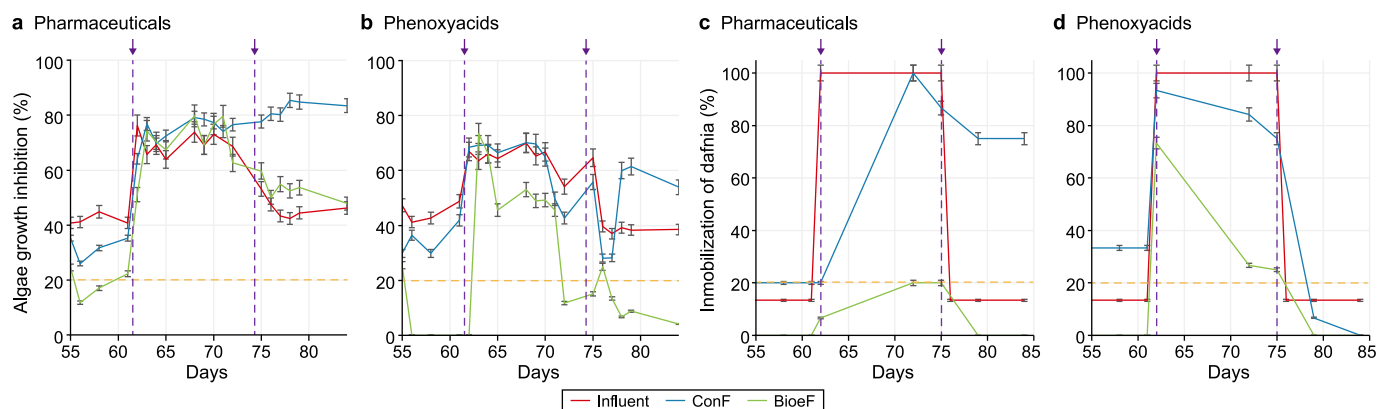 a Pharmaceuticals
b Phenoxyacids
c Pharmaceuticals
d Phenoxyacids
Algae growth inhibition (%)
100
80
60
40
20
0
55 60 65 70 75 80
Days
100
80
60
40
20
0
55 60 65 70 75 80
Days
Inmobilization of dafnia (%)
100
80
60
40
20
0
55 60 65 70 75 80 85
Days
100
80
60
40
20
0
55 60 65 70 75 80 85
Days
Influent ConF BioeF